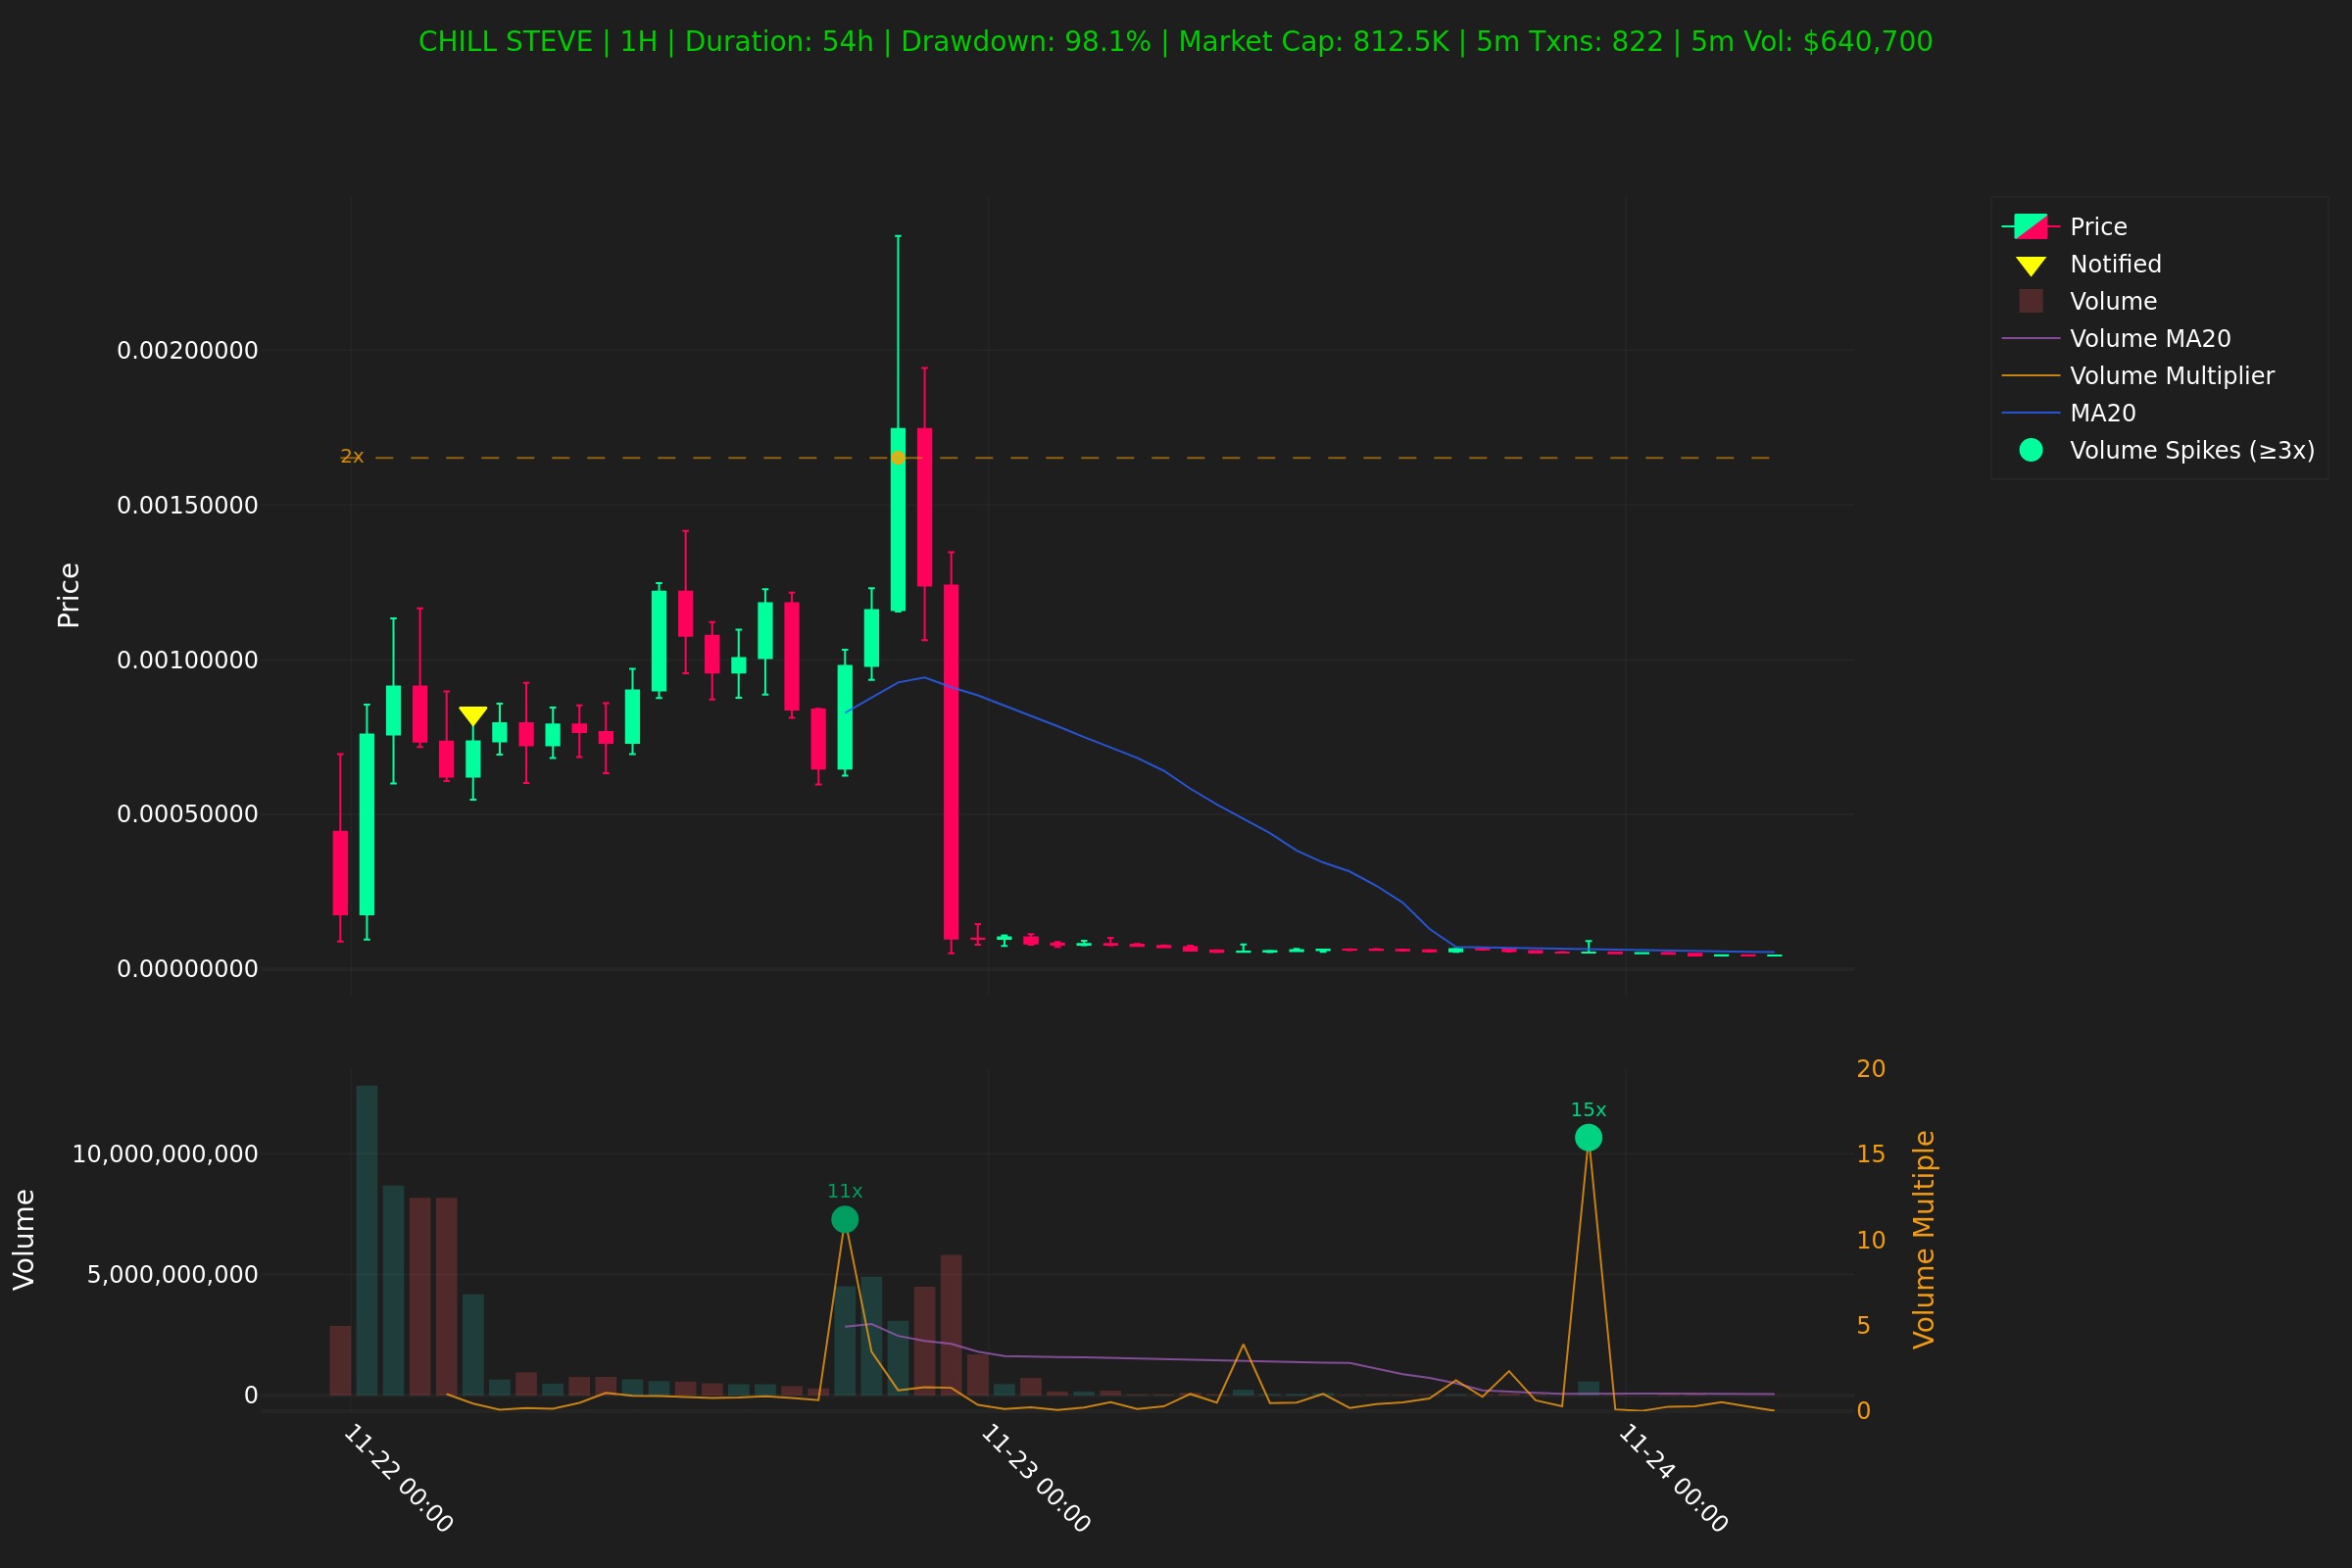 CHILL STEVE | 1H | Duration: 54h | Drawdown: 98.1% | Market Cap: 812.5K | 5m Txns: 822 | 5m Vol: $640,700
Price
Notified
Volume
Volume MA20
Volume Multiplier
MA20
Volume Spikes (≥3x)
Price
0.00200000
0.00150000
0.00100000
0.00050000
0.00000000
2x
Volume
10,000,000,000
5,000,000,000
0
11x
15x
20
15
10
5
0
Volume Multiple
11-22 00:00
11-23 00:00
11-24 00:00